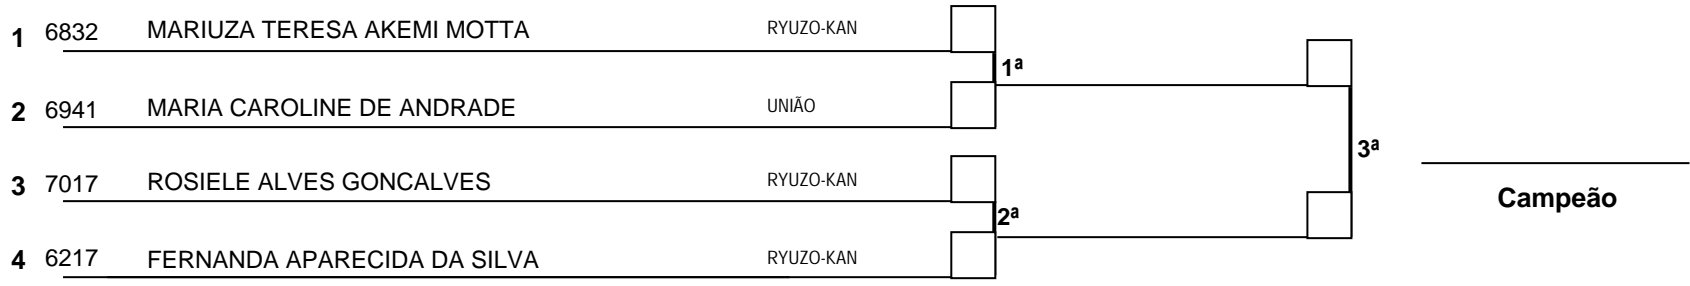 1 6832 MARIUZA TERESA AKEMI MOTTA RYUZO-KAN
1ª
2 6941 MARIA CAROLINE DE ANDRADE UNIÃO
3ª
3 7017 ROSIELE ALVES GONCALVES RYUZO-KAN
Campeão
2ª
4 6217 FERNANDA APARECIDA DA SILVA RYUZO-KAN